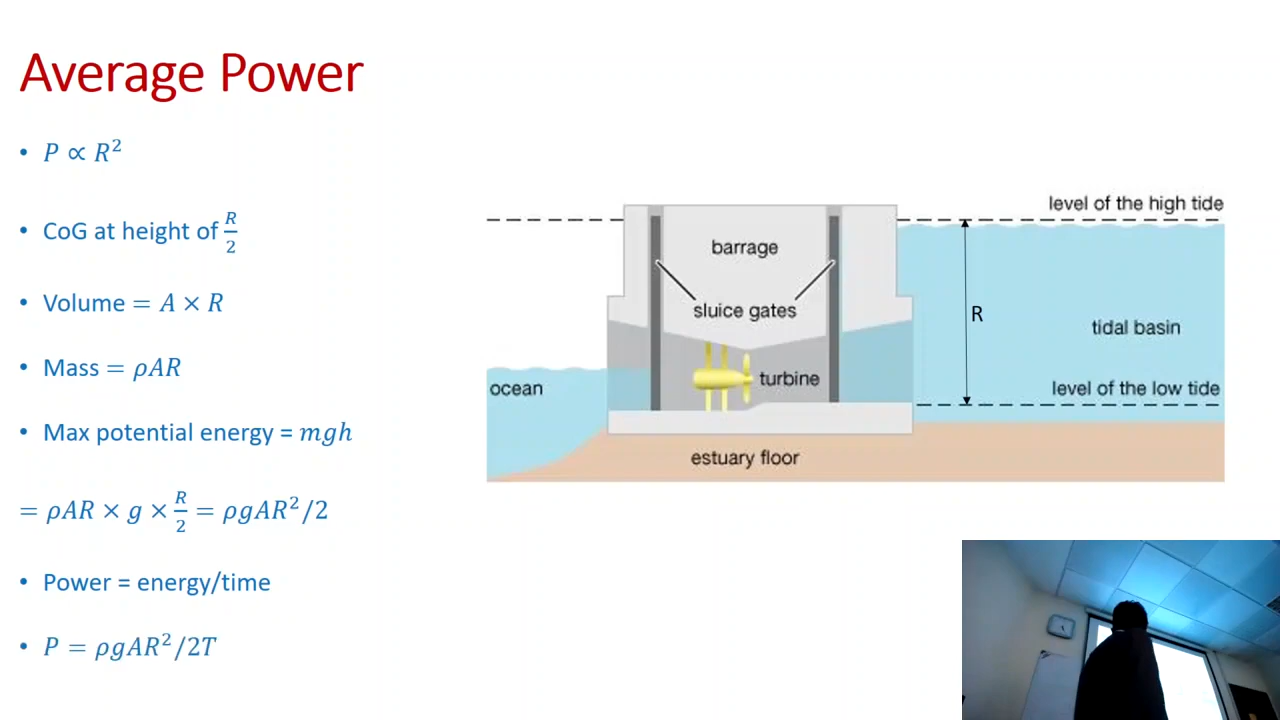 Average Power
• P ∝ R²
• CoG at height of R/2
• Volume = A × R
• Mass = ρAR
• Max potential energy = mgh
= ρAR × g × R/2 = ρgAR²/2
• Power = energy/time
• P = ρgAR²/2T
level of the high tide
barrage
sluice gates
R
tidal basin
ocean
turbine
level of the low tide
estuary floor